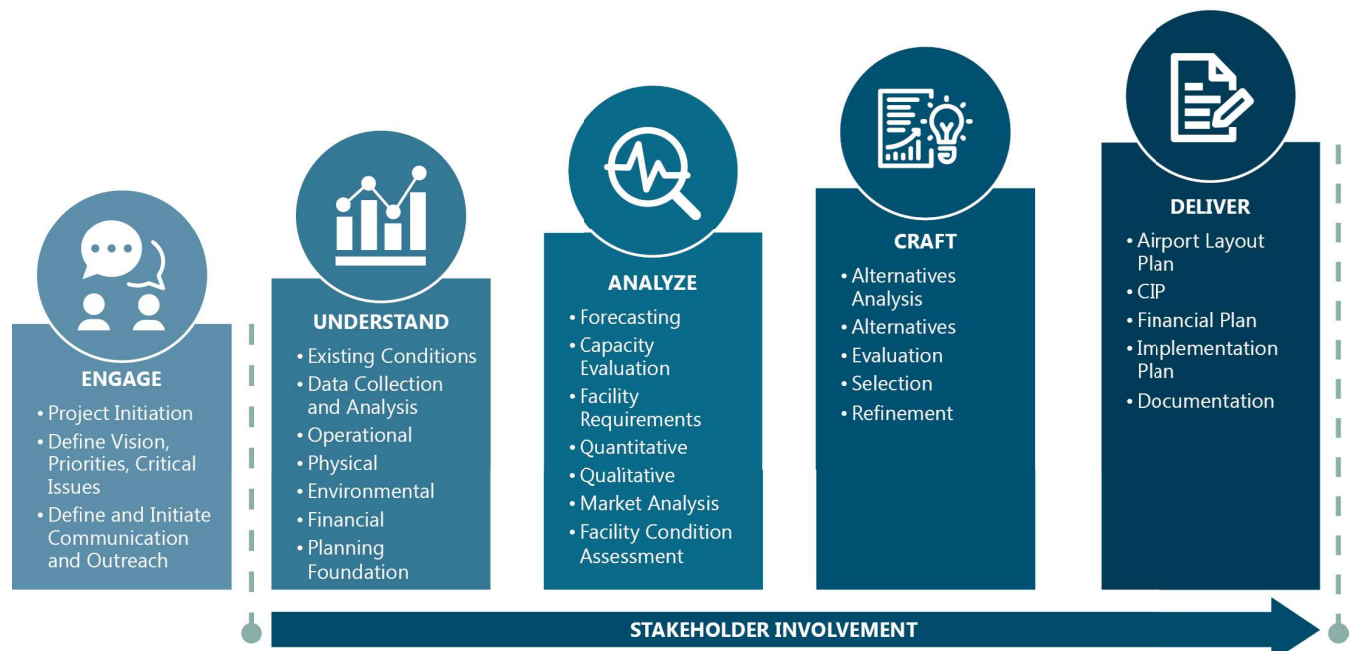 ENGAGE
• Project Initiation
• Define Vision,
Priorities, Critical
Issues
• Define and Initiate
Communication
and Outreach
UNDERSTAND
• Existing Conditions
• Data Collection
and Analysis
• Operational
• Physical
• Environmental
• Financial
• Planning
Foundation
ANALYZE
• Forecasting
• Capacity
Evaluation
• Facility
Requirements
• Quantitative
• Qualitative
• Market Analysis
• Facility Condition
Assessment
CRAFT
• Alternatives
Analysis
• Alternatives
• Evaluation
• Selection
• Refinement
DELIVER
• Airport Layout
Plan
• CIP
• Financial Plan
• Implementation
Plan
• Documentation
STAKEHOLDER INVOLVEMENT